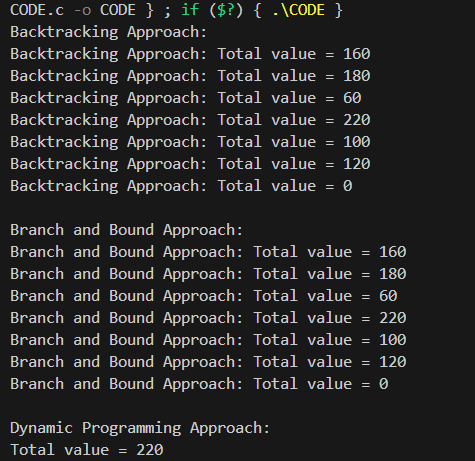 CODE.c -o CODE } ; if ($?) { .\CODE }
Backtracking Approach:
Backtracking Approach: Total value = 160
Backtracking Approach: Total value = 180
Backtracking Approach: Total value = 60
Backtracking Approach: Total value = 220
Backtracking Approach: Total value = 100
Backtracking Approach: Total value = 120
Backtracking Approach: Total value = 0

Branch and Bound Approach:
Branch and Bound Approach: Total value = 160
Branch and Bound Approach: Total value = 180
Branch and Bound Approach: Total value = 60
Branch and Bound Approach: Total value = 220
Branch and Bound Approach: Total value = 100
Branch and Bound Approach: Total value = 120
Branch and Bound Approach: Total value = 0

Dynamic Programming Approach:
Total value = 220